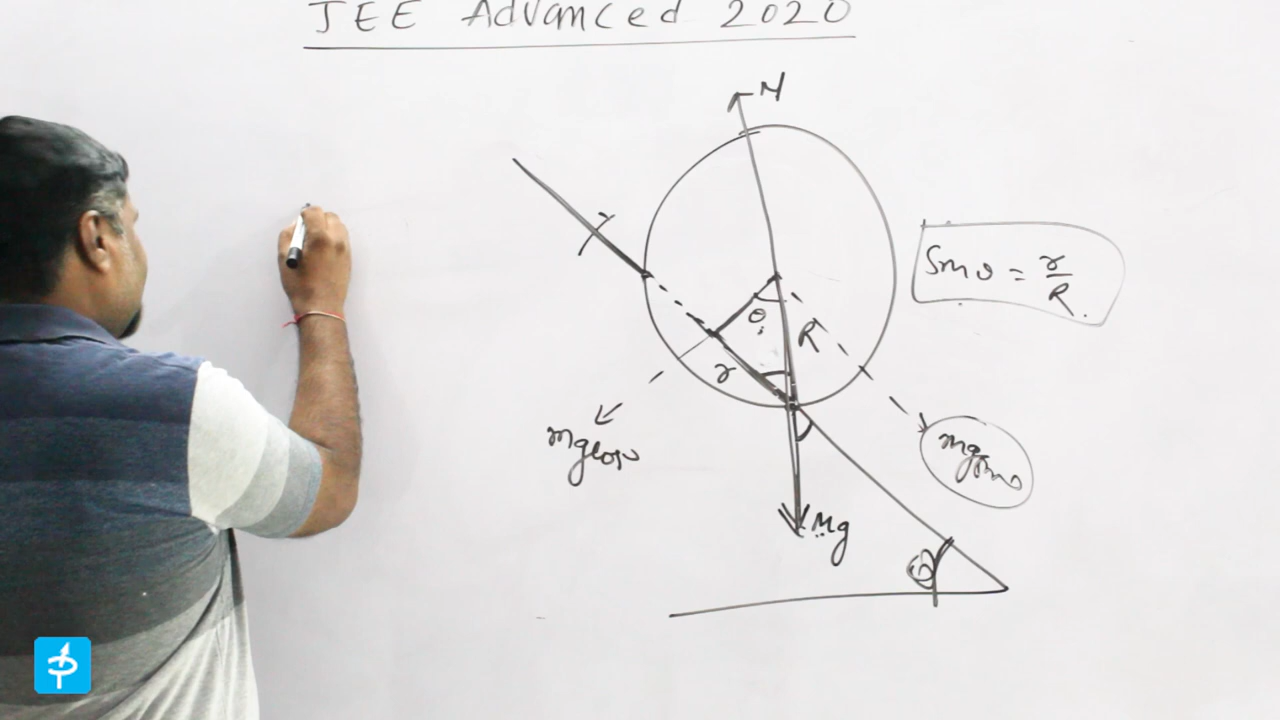 JEE Advanced 2020
N
Sinθ = r/R
θ
R
r
mgcosθ
mgsinθ
Mg
θ